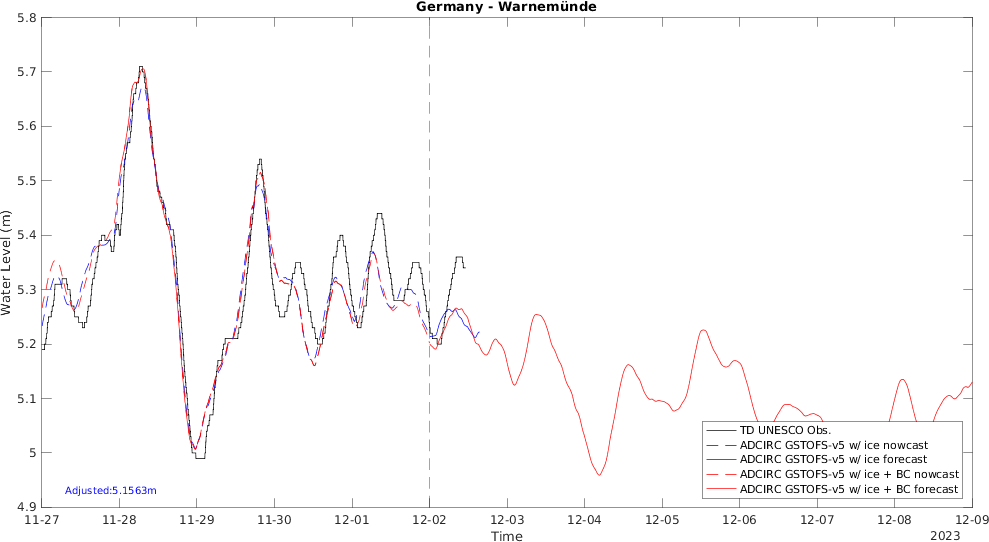 Germany - Warnemünde
5.8
5.7
5.6
5.5
5.4
5.3
5.2
5.1
5
4.9
Water Level (m)
Adjusted:5.1563m
TD UNESCO Obs.
ADCIRC GSTOFS-v5 w/ ice nowcast
ADCIRC GSTOFS-v5 w/ ice forecast
ADCIRC GSTOFS-v5 w/ ice + BC nowcast
ADCIRC GSTOFS-v5 w/ ice + BC forecast
11-27 11-28 11-29 11-30 12-01 12-02 12-03 12-04 12-05 12-06 12-07 12-08 12-09
Time
2023